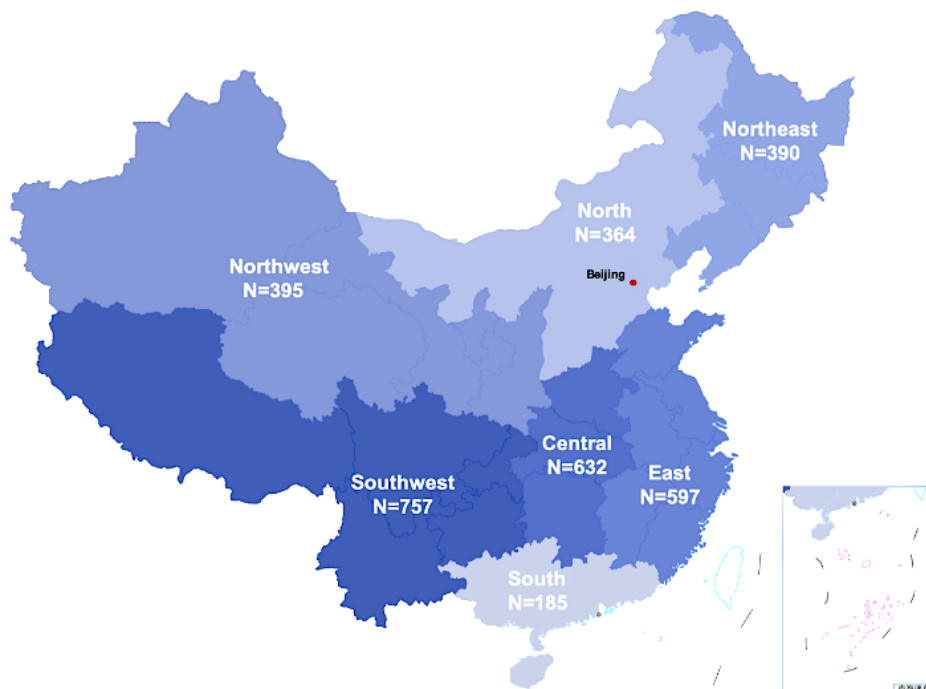 Northeast
N=390
North
N=364
Beijing
Northwest
N=395
Central
N=632
East
N=597
Southwest
N=757
South
N=185